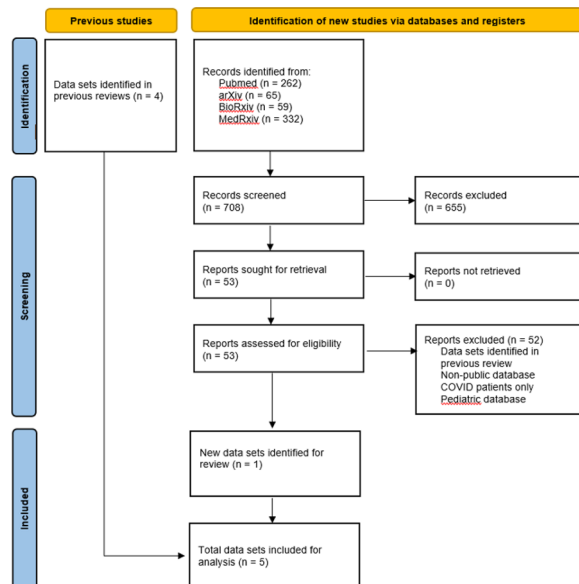 Previous studies
Identification of new studies via databases and registers
Identification
Data sets identified in
previous reviews (n = 4)
Records identified from:
Pubmed (n = 262)
arXiv (n = 65)
BioRxiv (n = 59)
MedRxiv (n = 332)
Screening
Records screened
(n = 708)
Records excluded
(n = 655)
Reports sought for retrieval
(n = 53)
Reports not retrieved
(n = 0)
Reports assessed for eligibility
(n = 53)
Reports excluded (n = 52)
Data sets identified in
previous review
Non-public database
COVID patients only
Pediatric database
Included
New data sets identified for
review (n = 1)
Total data sets included for
analysis (n = 5)